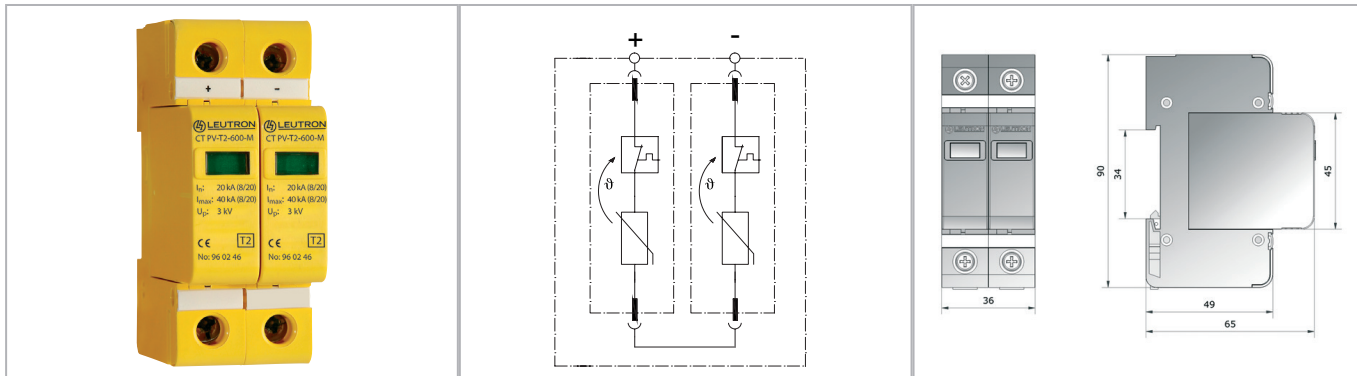 + -
LEUTRON LEUTRON
CT PV-T2-600-M CT PV-T2-600-M
In: 20 kA (8/20) In: 20 kA (8/20)
Imax: 40 kA (8/20) Imax: 40 kA (8/20)
Up: 3 kV Up: 3 kV
CE T2 CE T2
No: 96 02 46 No: 96 02 46
+ -
ϑ ϑ
LEUTRON LEUTRON
36
90
34
45
49
65